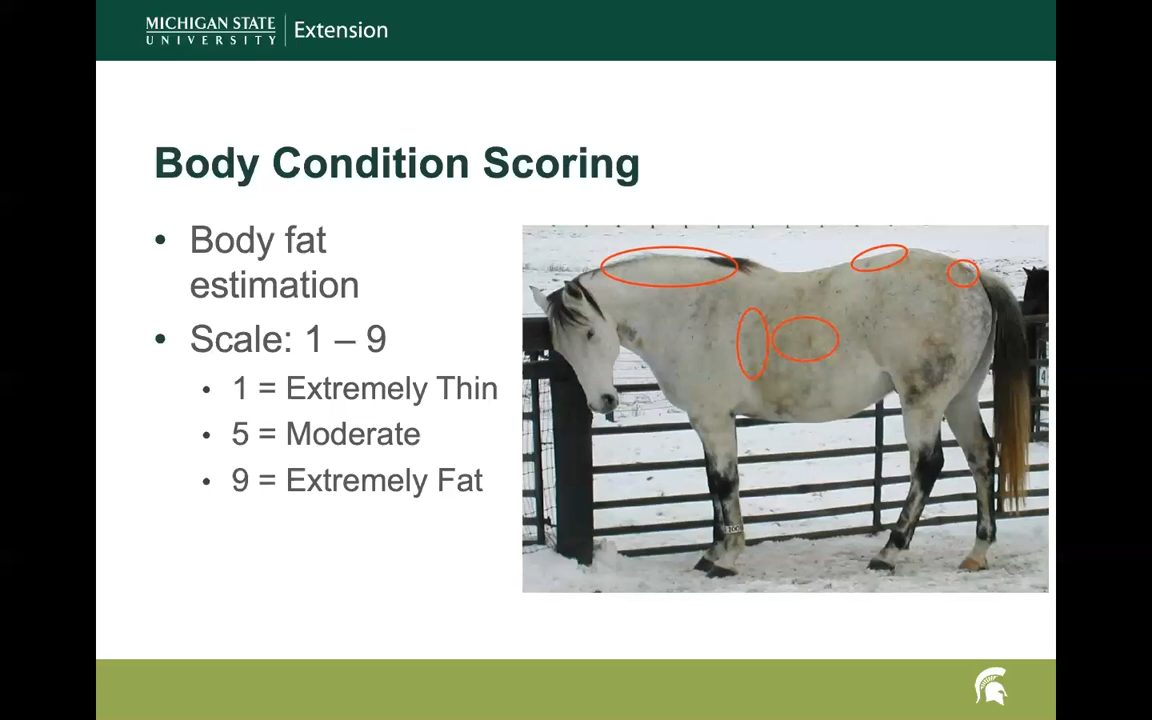 MICHIGAN STATE
UNIVERSITY
Extension
Body Condition Scoring
• Body fat
estimation
• Scale: 1 – 9
• 1 = Extremely Thin
• 5 = Moderate
• 9 = Extremely Fat